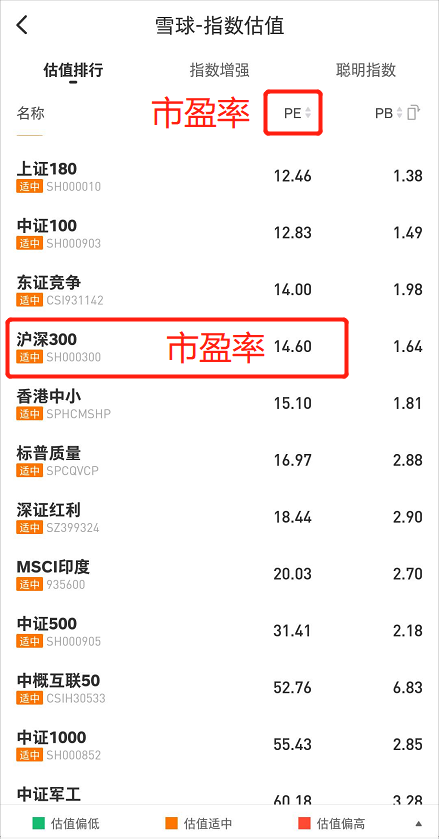 雪球-指数估值
估值排行 指数增强 聪明指数
名称 市盈率 PE PB
上证180 12.46 1.38
适中 SH000010
中证100 12.83 1.49
适中 SH000903
东证竞争 14.00 1.98
适中 CSI931142
沪深300 市盈率 14.60 1.64
适中 SH000300
香港中小 15.10 1.81
适中 SPHCMSHP
标普质量 16.97 2.88
适中 SPCQVCP
深证红利 18.44 2.90
适中 SZ399324
MSCI印度 20.03 2.70
适中 935600
中证500 31.41 2.18
适中 SH000905
中概互联50 52.76 6.83
适中 CSIH30533
中证1000 55.43 2.85
适中 SH000852
中证军工 60.18 3.28
估值偏低 估值适中 估值偏高